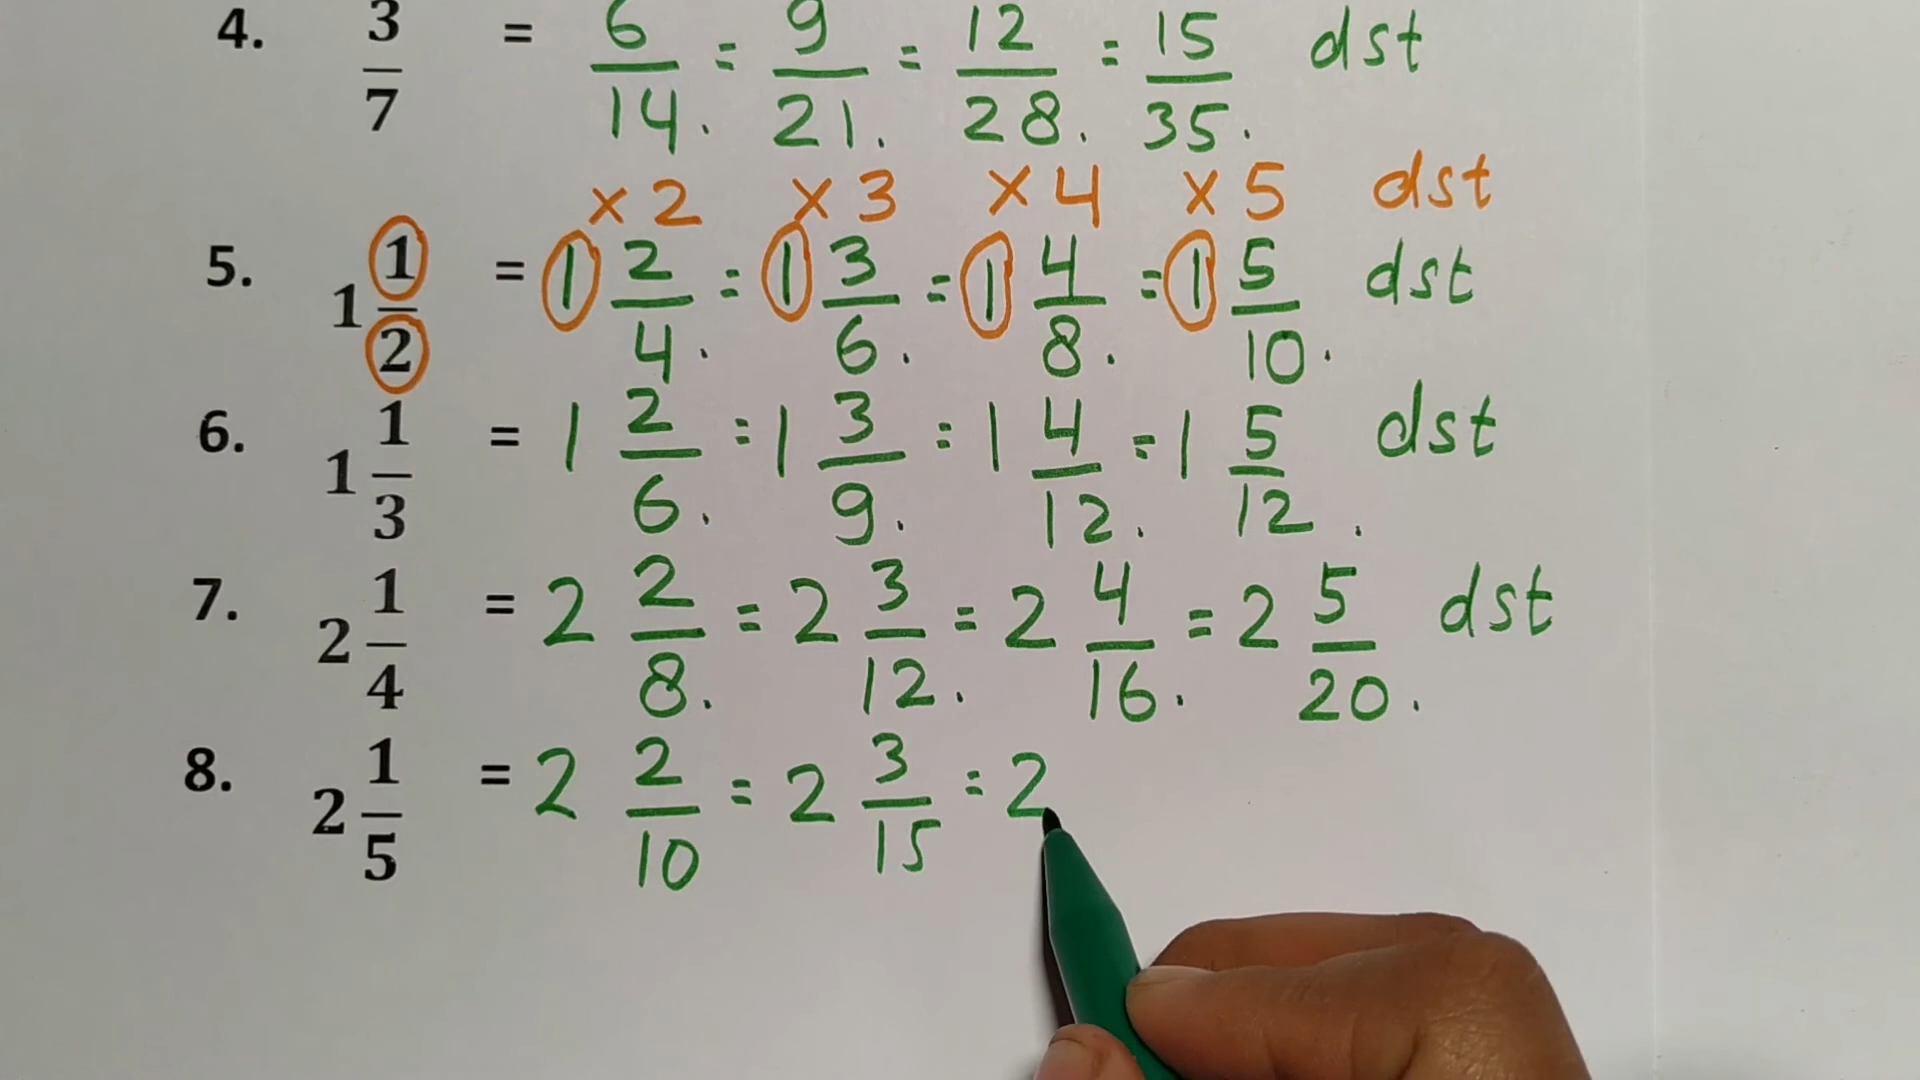 4. 3/7 = 6/14. = 9/21. = 12/28. = 15/35. dst
×2 ×3 ×4 ×5 dst
5. 1 1/2 = 1 2/4. = 1 3/6. = 1 4/8. = 1 5/10. dst
6. 1 1/3 = 1 2/6. = 1 3/9. = 1 4/12. = 1 5/12. dst
7. 2 1/4 = 2 2/8. = 2 3/12. = 2 4/16. = 2 5/20. dst
8. 2 1/5 = 2 2/10 = 2 3/15 = 2